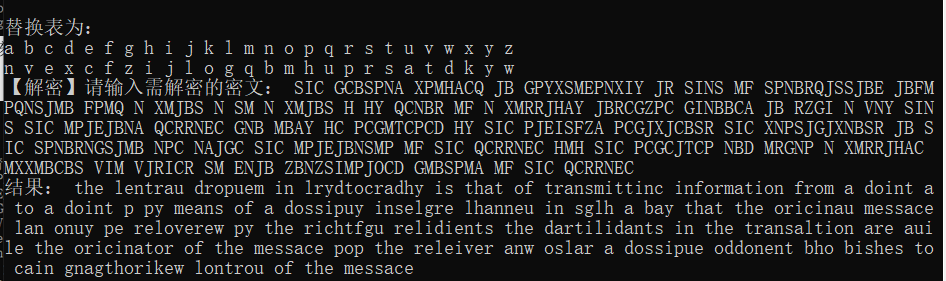 替换表为:
a b c d e f g h i j k l m n o p q r s t u v w x y z
n v e x c f z i j l o g q b m h u p r s a t d k y w
【解密】请输入需解密的密文: SIC GCBSPNA XPMHACQ JB GPYXSMEPNXIY JR SINS MF SPNBRQJSSJBE JBFM
PQNSJMB FPMQ N XMJBS N SM N XMJBS H HY QCNBR MF N XMRRJHAY JBRCGZPC GINBBCA JB RZGI N VNY SIN
S SIC MPJEJBNA QCRRNEC GNB MBAY HC PCGMTCPCD HY SIC PJEISFZA PCGJXJCBSR SIC XNPSJGJXNBSR JB S
IC SPNBRNGSJMB NPC NAJGC SIC MPJEJBNSMP MF SIC QCRRNEC HMH SIC PCGCJTCP NBD MRGNP N XMRRJHAC
MXXMBCBS VIM VJRICR SM ENJB ZBNZSIMPJOCD GMBSPMA MF SIC QCRRNEC
结果: the lentrau dropuem in lrydtocradhy is that of transmittinc information from a doint a
to a doint p py means of a dossipuy inselgre lhanneu in sglh a bay that the oricinau messace
lan onuy pe reloverew py the richtfgu relidients the dartilidants in the transaltion are aui
le the oricinator of the messace pop the releiver anw oslar a dossipue oddonent bho bishes to
cain gnagthorikew lontrou of the messace